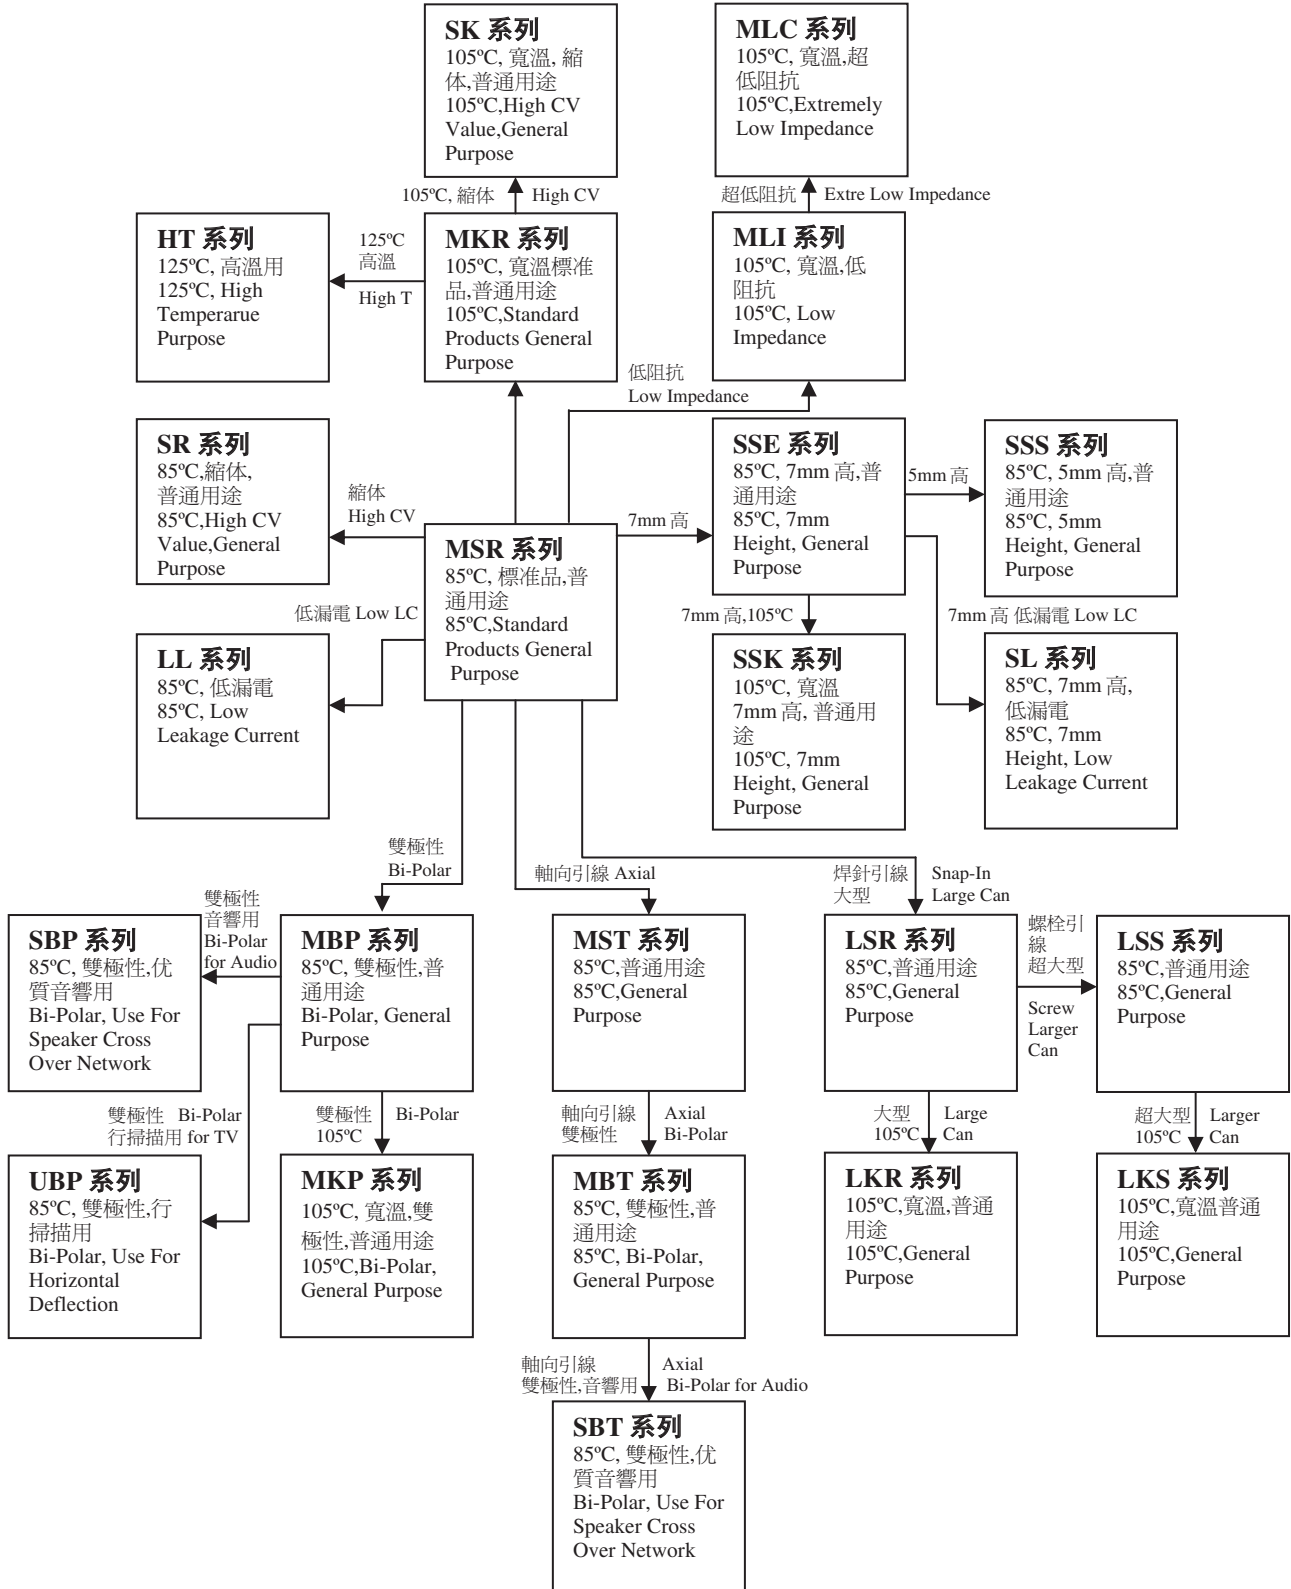 SK 系列
105ºC, 寬溫, 縮
体,普通用途
105ºC,High CV
Value,General
Purpose
MLC 系列
105ºC, 寬溫,超
低阻抗
105ºC,Extremely
Low Impedance
105ºC, 縮体
High CV
超低阻抗
Extre Low Impedance
HT 系列
125ºC, 高溫用
125ºC, High
Temperarue
Purpose
125ºC
高溫
High T
MKR 系列
105ºC, 寬溫標准
品,普通用途
105ºC,Standard
Products General
Purpose
MLI 系列
105ºC, 寬溫,低
阻抗
105ºC, Low
Impedance
低阻抗
Low Impedance
SR 系列
85ºC,縮体,
普通用途
85ºC,High CV
Value,General
Purpose
縮体
High CV
SSE 系列
85ºC, 7mm 高,普
通用途
85ºC, 7mm
Height, General
Purpose
5mm 高
SSS 系列
85ºC, 5mm 高,普
通用途
85ºC, 5mm
Height, General
Purpose
7mm 高
MSR 系列
85ºC, 標准品,普
通用途
85ºC,Standard
Products General
Purpose
低漏電 Low LC
7mm 高,105ºC
7mm 高 低漏電 Low LC
LL 系列
85ºC, 低漏電
85ºC, Low
Leakage Current
SSK 系列
105ºC, 寬溫
7mm 高, 普通用
途
105ºC, 7mm
Height, General
Purpose
SL 系列
85ºC, 7mm 高,
低漏電
85ºC, 7mm
Height, Low
Leakage Current
雙極性
Bi-Polar
軸向引線 Axial
焊針引線
大型
Snap-In
Large Can
雙極性
音響用
Bi-Polar
for Audio
SBP 系列
85ºC, 雙極性,优
質音響用
Bi-Polar, Use For
Speaker Cross
Over Network
MBP 系列
85ºC, 雙極性,普
通用途
Bi-Polar, General
Purpose
MST 系列
85ºC,普通用途
85ºC,General
Purpose
LSR 系列
85ºC,普通用途
85ºC,General
Purpose
螺栓引
線
超大型
Screw
Larger
Can
LSS 系列
85ºC,普通用途
85ºC,General
Purpose
雙極性 Bi-Polar
行掃描用 for TV
雙極性
105ºC
Bi-Polar
軸向引線
雙極性
Axial
Bi-Polar
大型
105ºC
Large
Can
超大型
105ºC
Larger
Can
UBP 系列
85ºC, 雙極性,行
掃描用
Bi-Polar, Use For
Horizontal
Deflection
MKP 系列
105ºC, 寬溫,雙
極性,普通用途
105ºC,Bi-Polar,
General Purpose
MBT 系列
85ºC, 雙極性,普
通用途
85ºC, Bi-Polar,
General Purpose
LKR 系列
105ºC,寬溫,普通
用途
105ºC,General
Purpose
LKS 系列
105ºC,寬溫普通
用途
105ºC,General
Purpose
軸向引線
雙極性,音響用
Axial
Bi-Polar for Audio
SBT 系列
85ºC, 雙極性,优
質音響用
Bi-Polar, Use For
Speaker Cross
Over Network